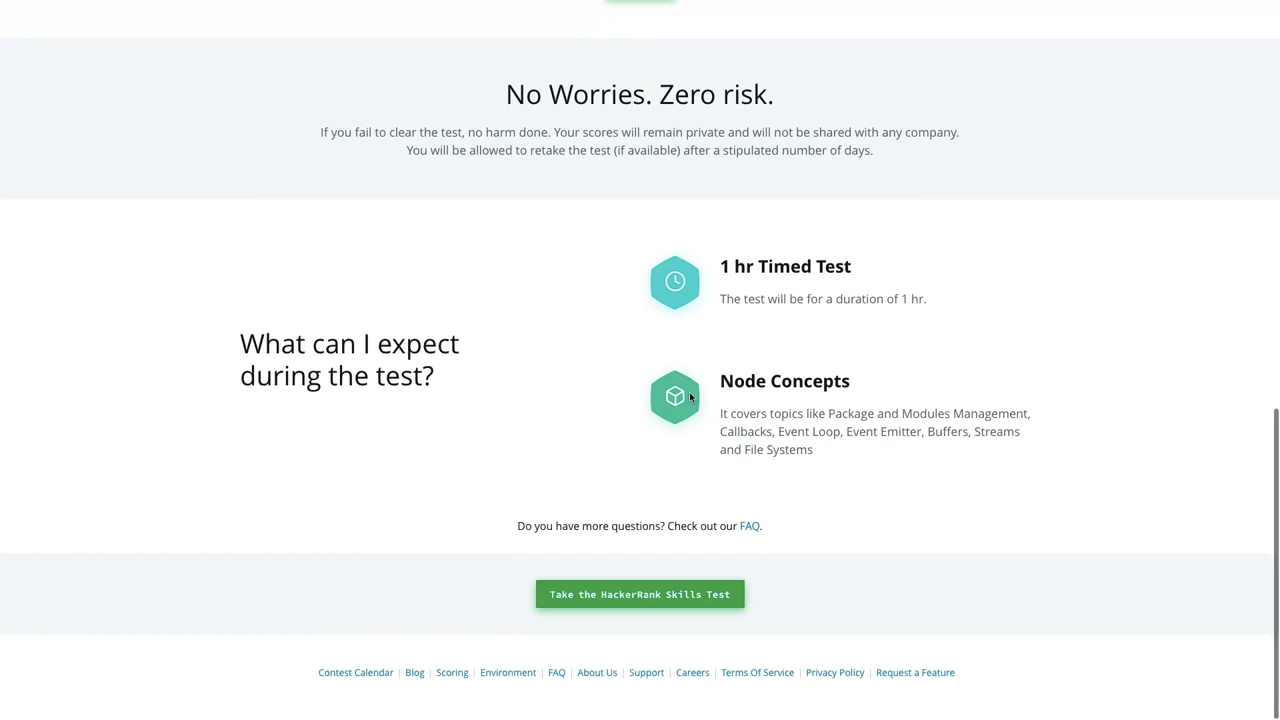 No Worries. Zero risk.
If you fail to clear the test, no harm done. Your scores will remain private and will not be shared with any company.
You will be allowed to retake the test (if available) after a stipulated number of days.
What can I expect
during the test?
1 hr Timed Test
The test will be for a duration of 1 hr.
Node Concepts
It covers topics like Package and Modules Management,
Callbacks, Event Loop, Event Emitter, Buffers, Streams
and File Systems
Do you have more questions? Check out our FAQ.
Take the HackerRank Skills Test
Contest Calendar | Blog | Scoring | Environment | FAQ | About Us | Support | Careers | Terms Of Service | Privacy Policy | Request a Feature